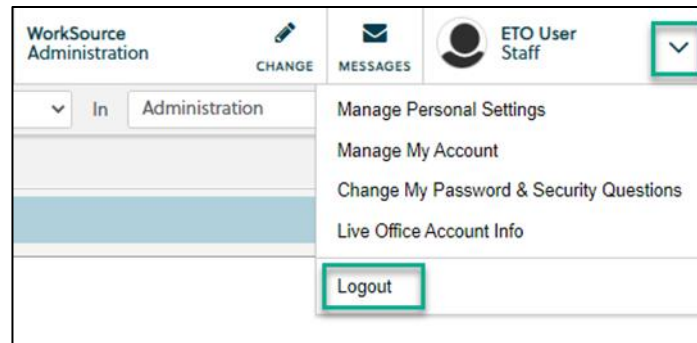 WorkSource
Administration
CHANGE
MESSAGES
ETO User
Staff
In
Administration
Manage Personal Settings
Manage My Account
Change My Password & Security Questions
Live Office Account Info
Logout